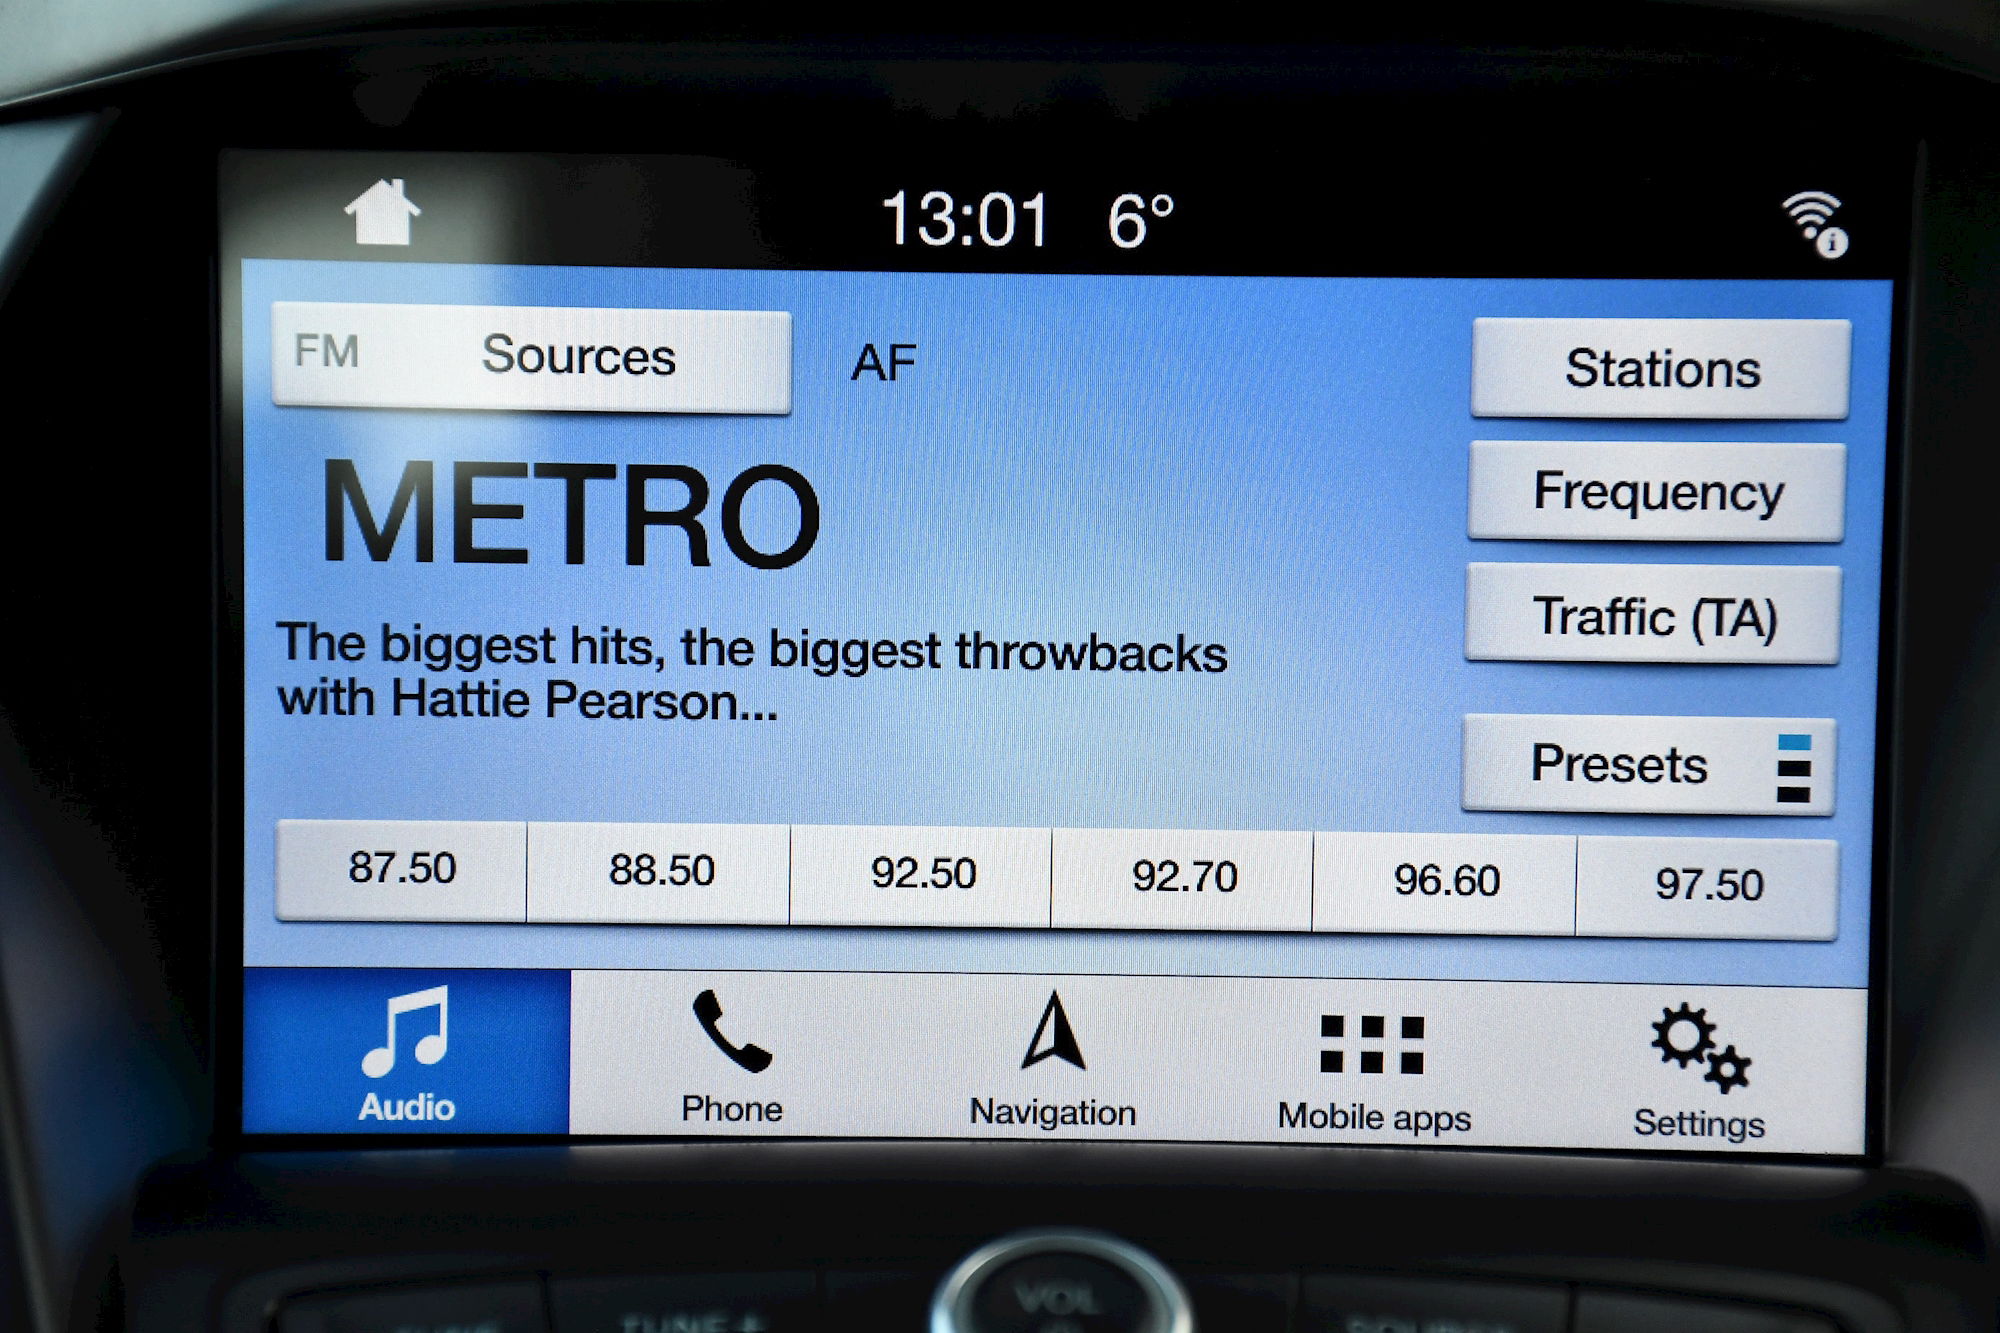 13:01 6°
FM Sources AF
Stations
METRO
Frequency
The biggest hits, the biggest throwbacks
with Hattie Pearson...
Traffic (TA)
Presets
87.50 88.50 92.50 92.70 96.60 97.50
Audio Phone Navigation Mobile apps Settings
VOL
TUNE+
SOURCE